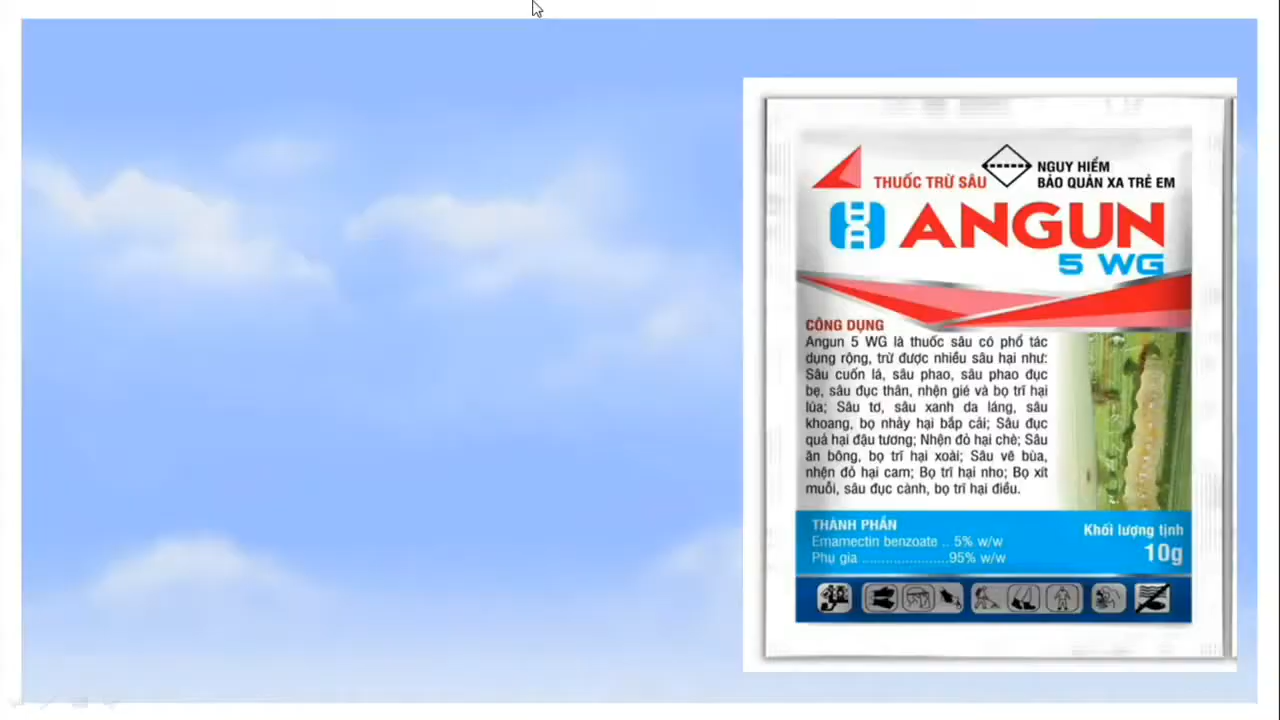 THUỐC TRỪ SÂU
NGUY HIỂM
BẢO QUẢN XA TRẺ EM
ANGUN
5 WG
CÔNG DỤNG
Angun 5 WG là thuốc sâu có phổ tác
dụng rộng, trừ được nhiều sâu hại như:
Sâu cuốn lá, sâu phao, sâu phao đục
bẹ, sâu đục thân, nhện gié và bọ trĩ hại
lúa; Sâu tơ, sâu xanh da láng, sâu
khoang, bọ nhảy hại bắp cải; Sâu đục
quả hại đậu tương; Nhện đỏ hại chè; Sâu
ăn bông, bọ trĩ hại xoài; Sâu vẽ bùa,
nhện đỏ hại cam; Bọ trĩ hại nho; Bọ xít
muỗi, sâu đục cành, bọ trĩ hại điều.
THÀNH PHẦN
Emamectin benzoate .. 5% w/w
Phụ gia ......................95% w/w
Khối lượng tịnh
10g